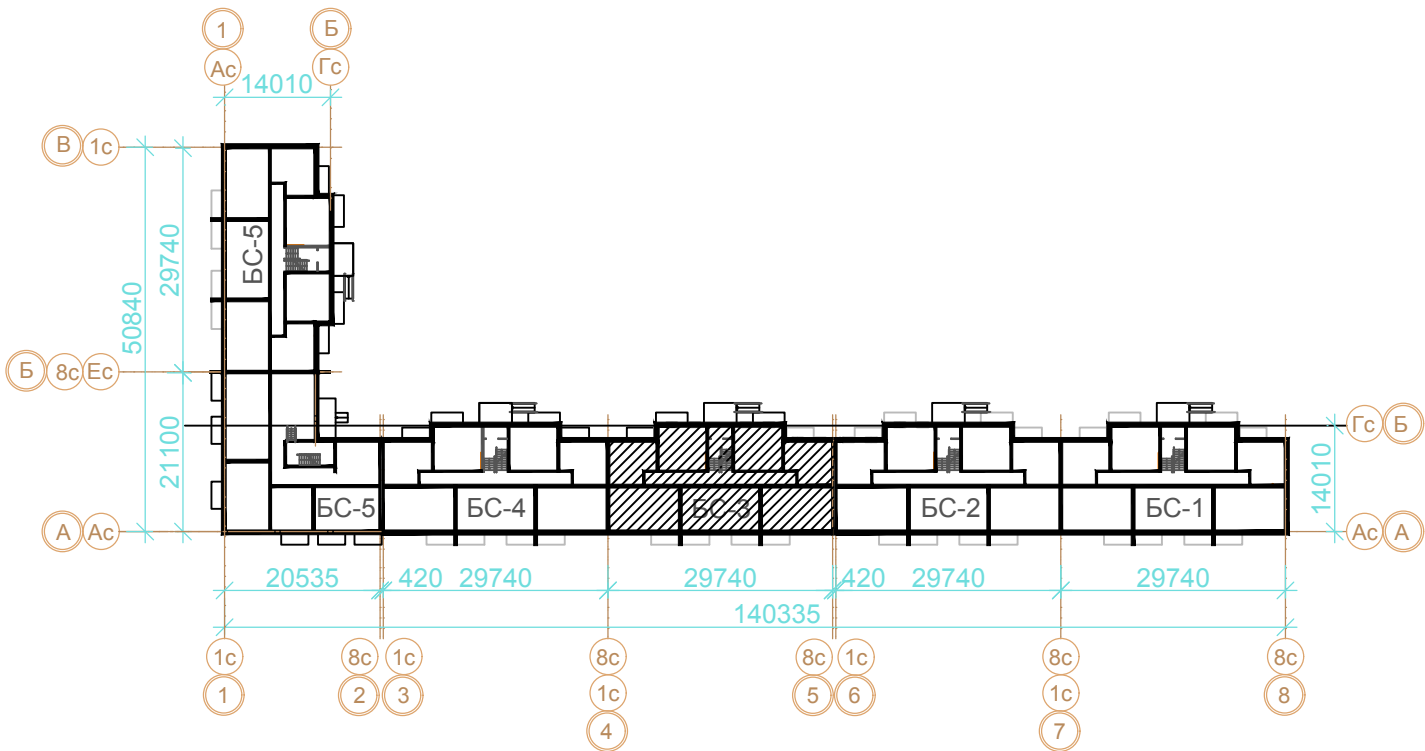 1 Б
Ас Гс
14010
В 1с
БС-5
29740
50840
Б 8с Ес
21100
Гс Б
14010
БС-5 БС-4 БС-3 БС-2 БС-1
А Ас
Ас А
20535 420 29740 29740 420 29740 29740
140335
1с 8с 1с 8с 8с 1с 8с 8с
1 2 3 1с 5 6 1с 8
4 7